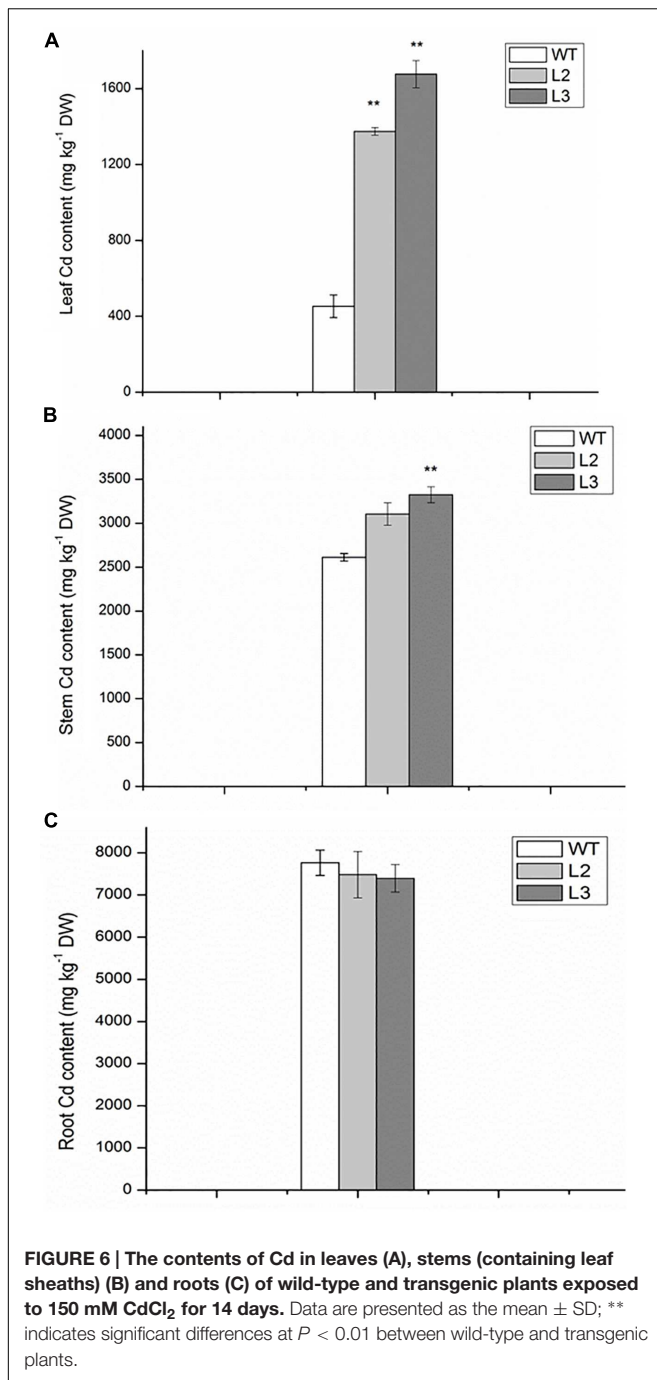 A
Leaf Cd content (mg kg⁻¹ DW)
1600
1200
800
400
0
**
**
WT
L2
L3
B
Stem Cd content (mg kg⁻¹ DW)
4000
3500
3000
2500
2000
1500
1000
500
0
**
WT
L2
L3
C
Root Cd content (mg kg⁻¹ DW)
8000
7000
6000
5000
4000
3000
2000
1000
0
WT
L2
L3
FIGURE 6 | The contents of Cd in leaves (A), stems (containing leaf
sheaths) (B) and roots (C) of wild-type and transgenic plants exposed
to 150 mM CdCl₂ for 14 days. Data are presented as the mean ± SD; **
indicates significant differences at P < 0.01 between wild-type and transgenic
plants.